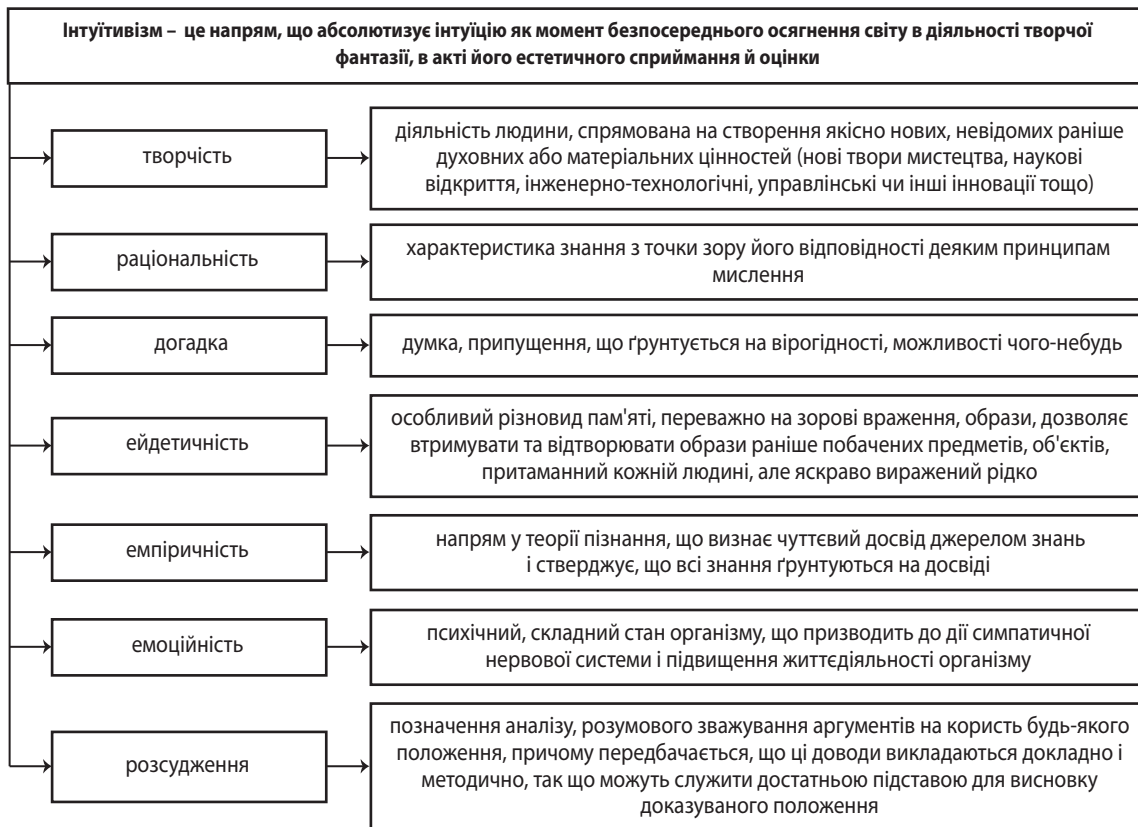 Інтуїтивізм – це напрям, що абсолютизує інтуїцію як момент безпосереднього осягнення світу в діяльності творчої
фантазії, в акті його естетичного сприймання й оцінки
творчість
діяльність людини, спрямована на створення якісно нових, невідомих раніше
духовних або матеріальних цінностей (нові твори мистецтва, наукові
відкриття, інженерно-технологічні, управлінські чи інші інновації тощо)
раціональність
характеристика знання з точки зору його відповідності деяким принципам
мислення
догадка
думка, припущення, що ґрунтується на вірогідності, можливості чого-небудь
ейдетичність
особливий різновид пам'яті, переважно на зорові враження, образи, дозволяє
втримувати та відтворювати образи раніше побачених предметів, об'єктів,
притаманний кожній людині, але яскраво виражений рідко
емпіричність
напрям у теорії пізнання, що визнає чуттєвий досвід джерелом знань
і стверджує, що всі знання ґрунтуються на досвіді
емоційність
психічний, складний стан організму, що призводить до дії симпатичної
нервової системи і підвищення життєдіяльності організму
розсудження
позначення аналізу, розумового зважування аргументів на користь будь-якого
положення, причому передбачається, що ці доводи викладаються докладно і
методично, так що можуть служити достатньою підставою для висновку
доказуваного положення